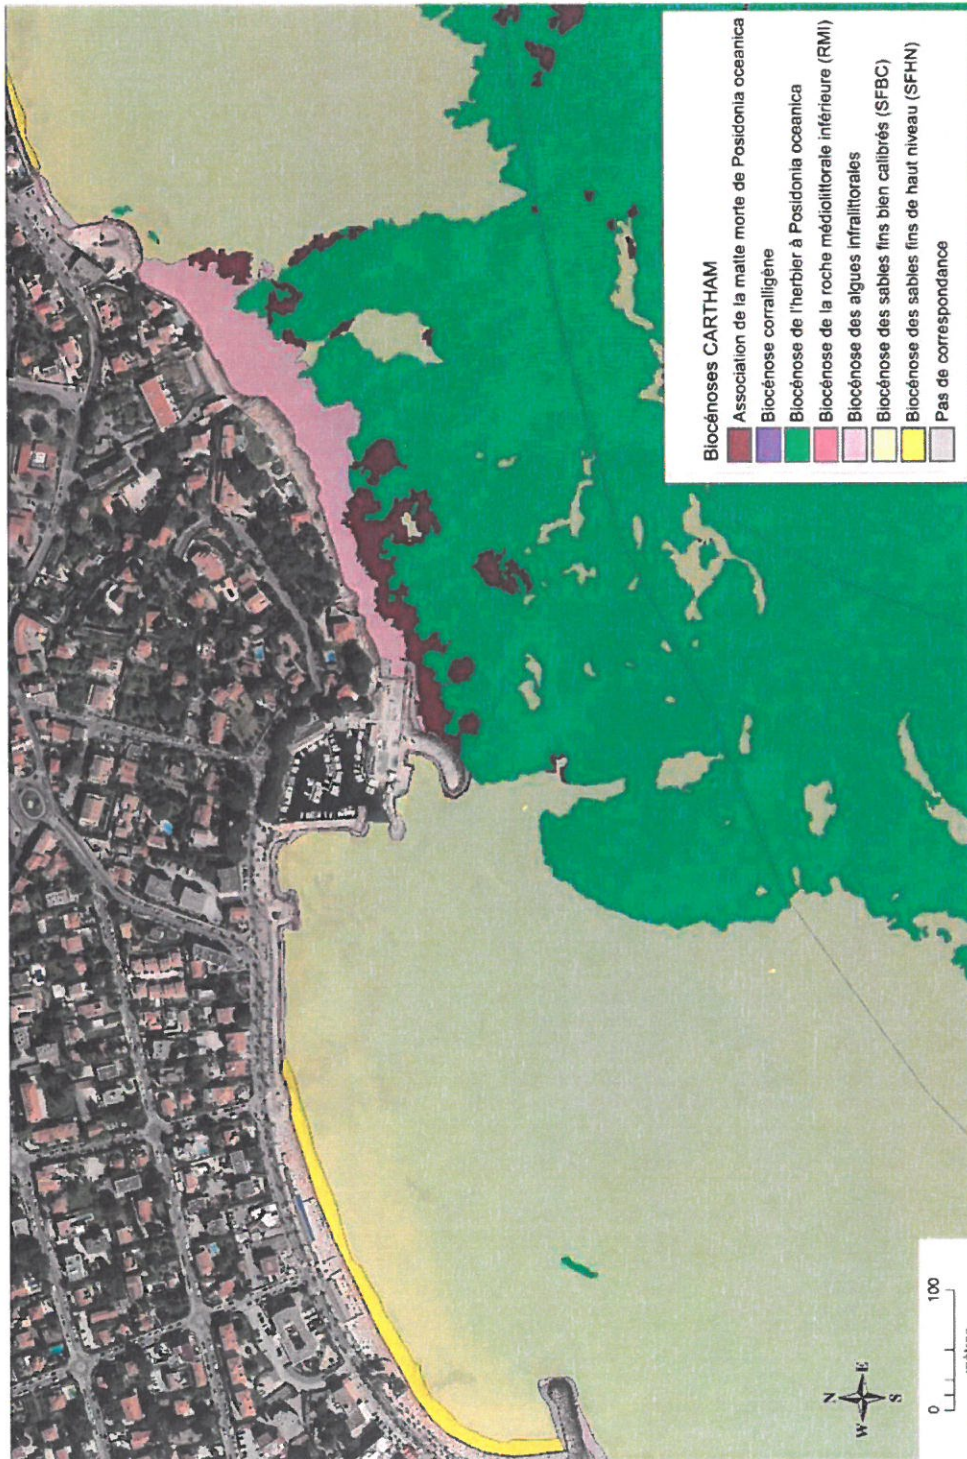 Biocénoses CARTHAM
Association de la matte morte de Posidonia oceanica
Biocénose corralligène
Biocénose de l'herbier à Posidonia oceanica
Biocénose de la roche médiolittorale inférieure (RMI)
Biocénose des algues infralittorales
Biocénose des sables fins bien calibrés (SFBC)
Biocénose des sables fins de haut niveau (SFHN)
Pas de correspondance
N
W E
S
0 100